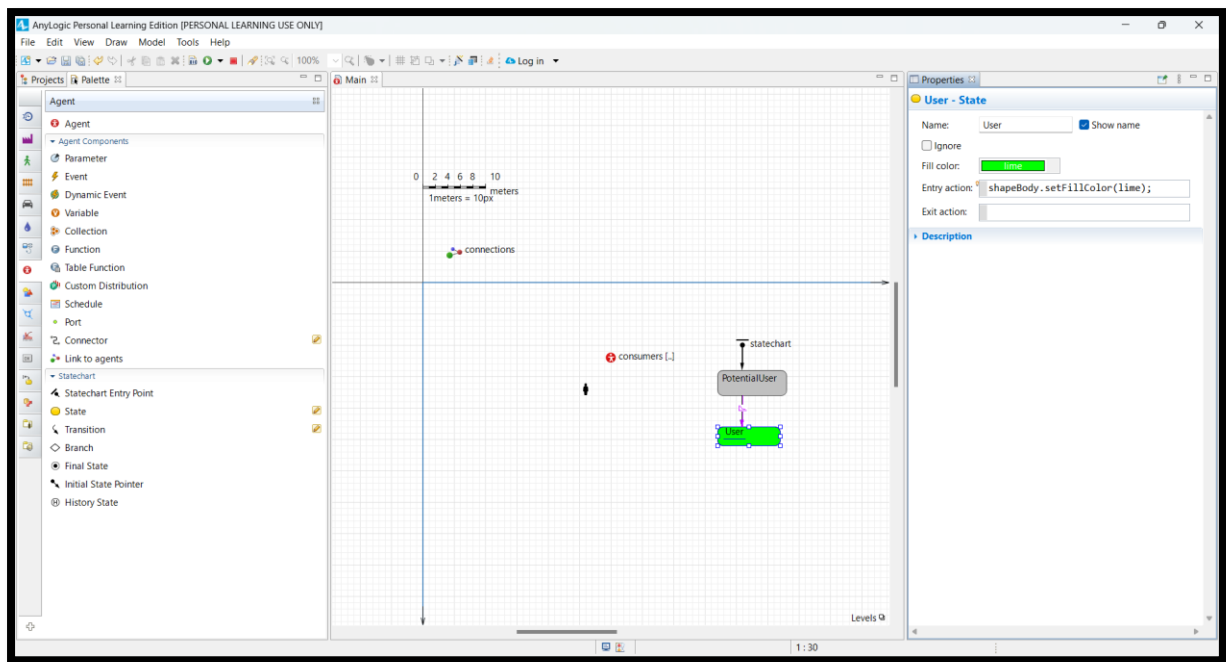 AnyLogic Personal Learning Edition [PERSONAL LEARNING USE ONLY]
File Edit View Draw Model Tools Help
100% Log in
Projects Palette
Agent
Agent
Agent Components
Parameter
Event
Dynamic Event
Variable
Collection
Function
Table Function
Custom Distribution
Schedule
Port
Connector
Link to agents
Statechart
Statechart Entry Point
State
Transition
Branch
Final State
Initial State Pointer
History State
Main
0 2 4 6 8 10
meters
1meters = 10px
connections
consumers [..]
statechart
PotentialUser
User
Levels
Properties
User - State
Name: User Show name
Ignore
Fill color: lime
Entry action: shapeBody.setFillColor(lime);
Exit action:
Description
1 : 30